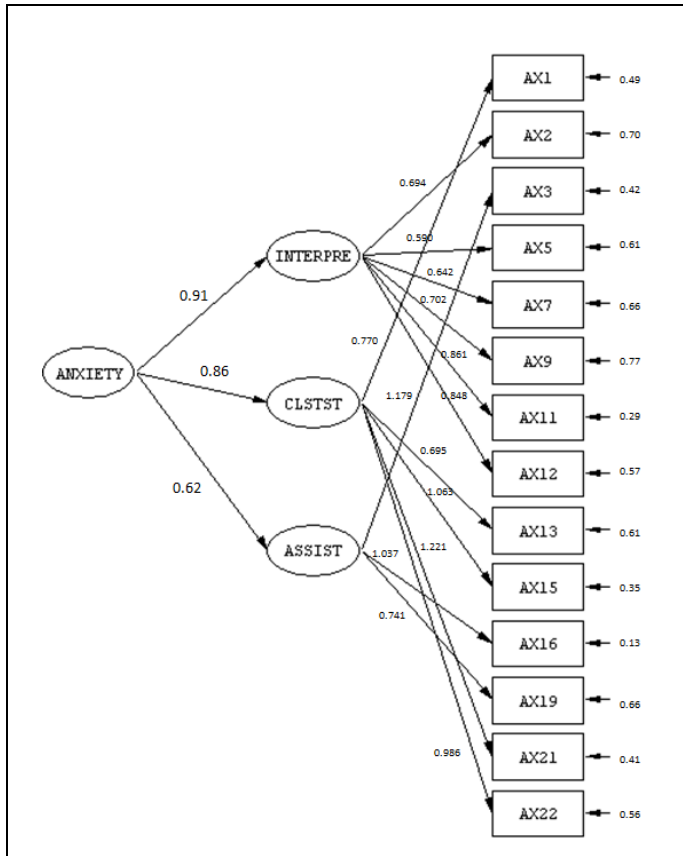 AX1
0.49
AX2
0.70
0.694
AX3
0.42
0.590
AX5
0.61
INTERPRE
0.642
0.91
0.702
AX7
0.66
0.770
0.861
AX9
0.77
ANXIETY
0.86
1.179
0.848
CLSTST
AX11
0.29
0.695
AX12
0.57
1.063
0.62
AX13
0.61
ASSIST
1.037
1.221
AX15
0.35
0.741
AX16
0.13
AX19
0.66
0.986
AX21
0.41
AX22
0.56